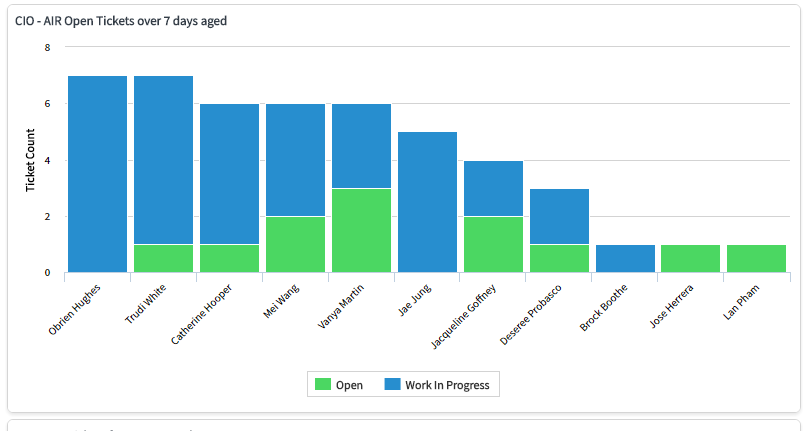 CIO - AIR Open Tickets over 7 days aged
8
6
4
2
0
Ticket Count
Obrien Hughes
Trudi White
Catherine Hooper
Mei Wang
Vanya Martin
Jae Jung
Jacqueline Goffney
Deseree Probasco
Brock Boothe
Jose Herrera
Lan Pham
Open
Work In Progress